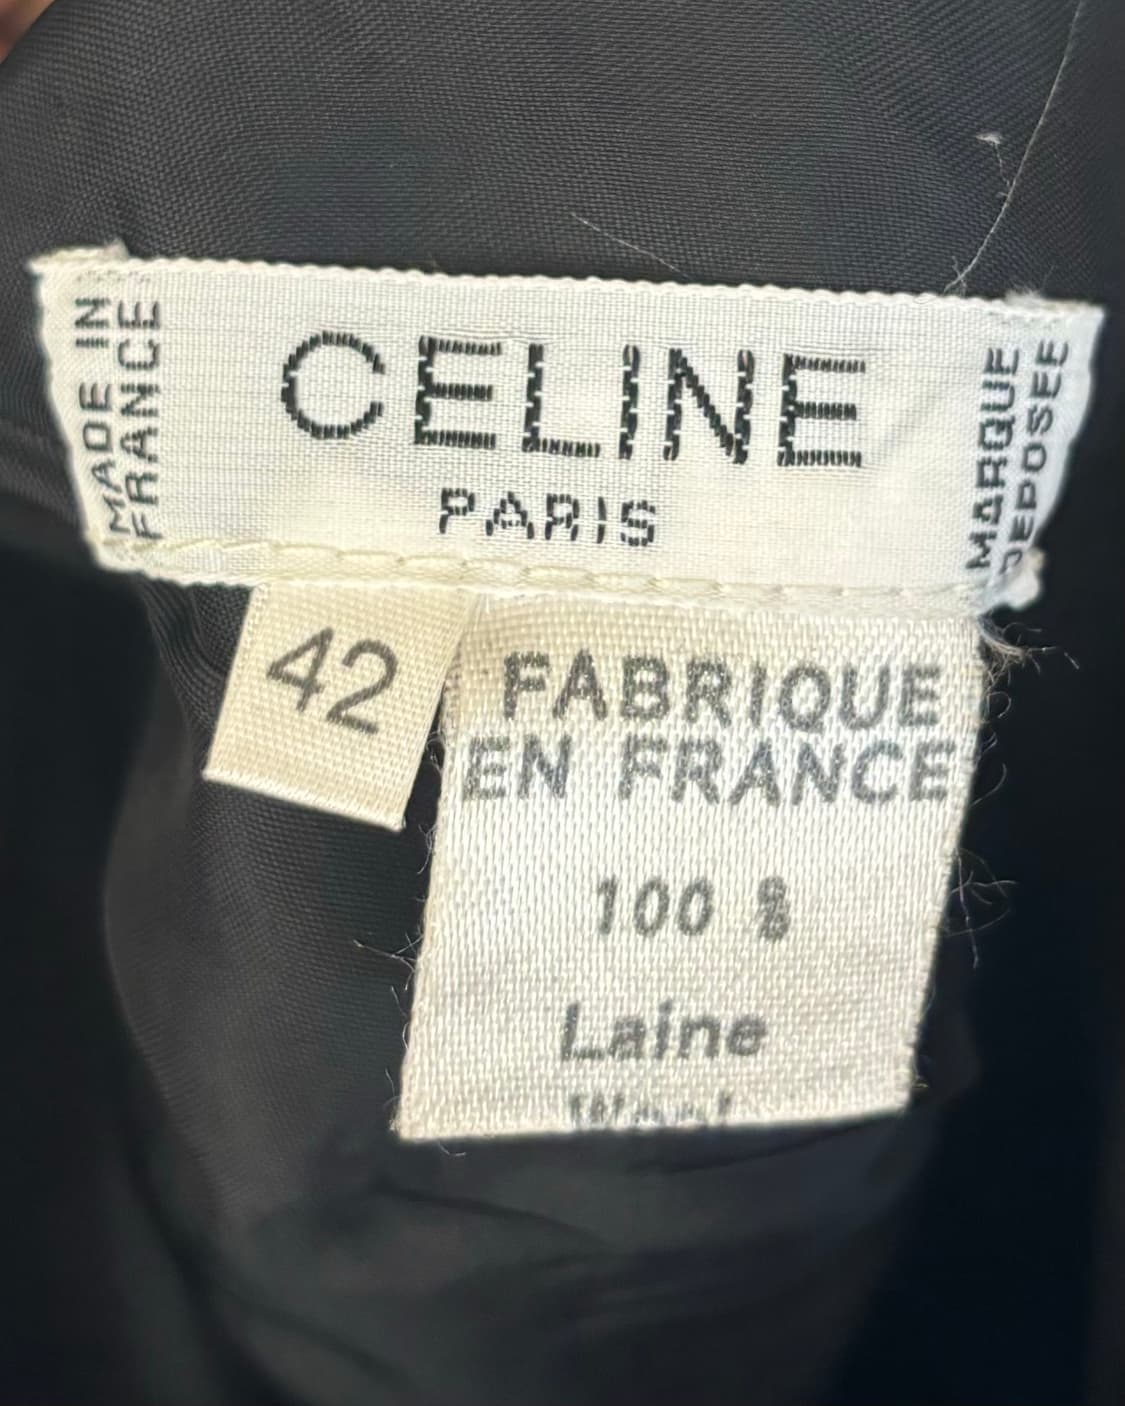 MADE IN
FRANCE
CELINE
PARIS
MARQUE
DEPOSEE
42
FABRIQUE
EN FRANCE
100 %
Laine